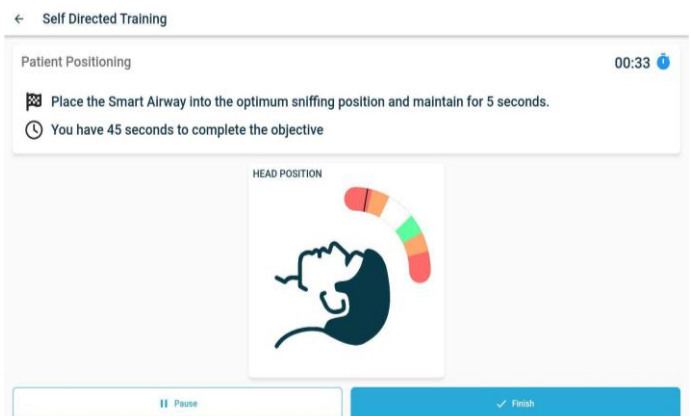 Self Directed Training
Patient Positioning
00:33
Place the Smart Airway into the optimum sniffing position and maintain for 5 seconds.
You have 45 seconds to complete the objective
HEAD POSITION
Pause
Finish